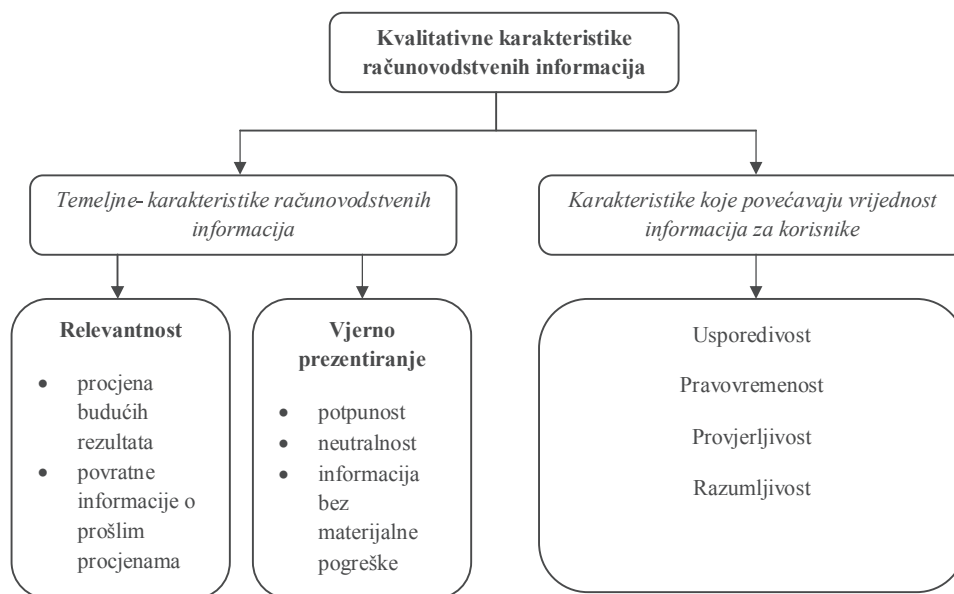 Kvalitativne karakteristike
računovodstvenih informacija
Temeljne- karakteristike računovodstvenih
informacija
Karakteristike koje povećavaju vrijednost
informacija za korisnike
Relevantnost
• procjena
budućih
rezultata
• povratne
informacije o
prošlim
procjenama
Vjerno
prezentiranje
• potpunost
• neutralnost
• informacija
bez
materijalne
pogreške
Usporedivost
Pravovremenost
Provjerljivost
Razumljivost